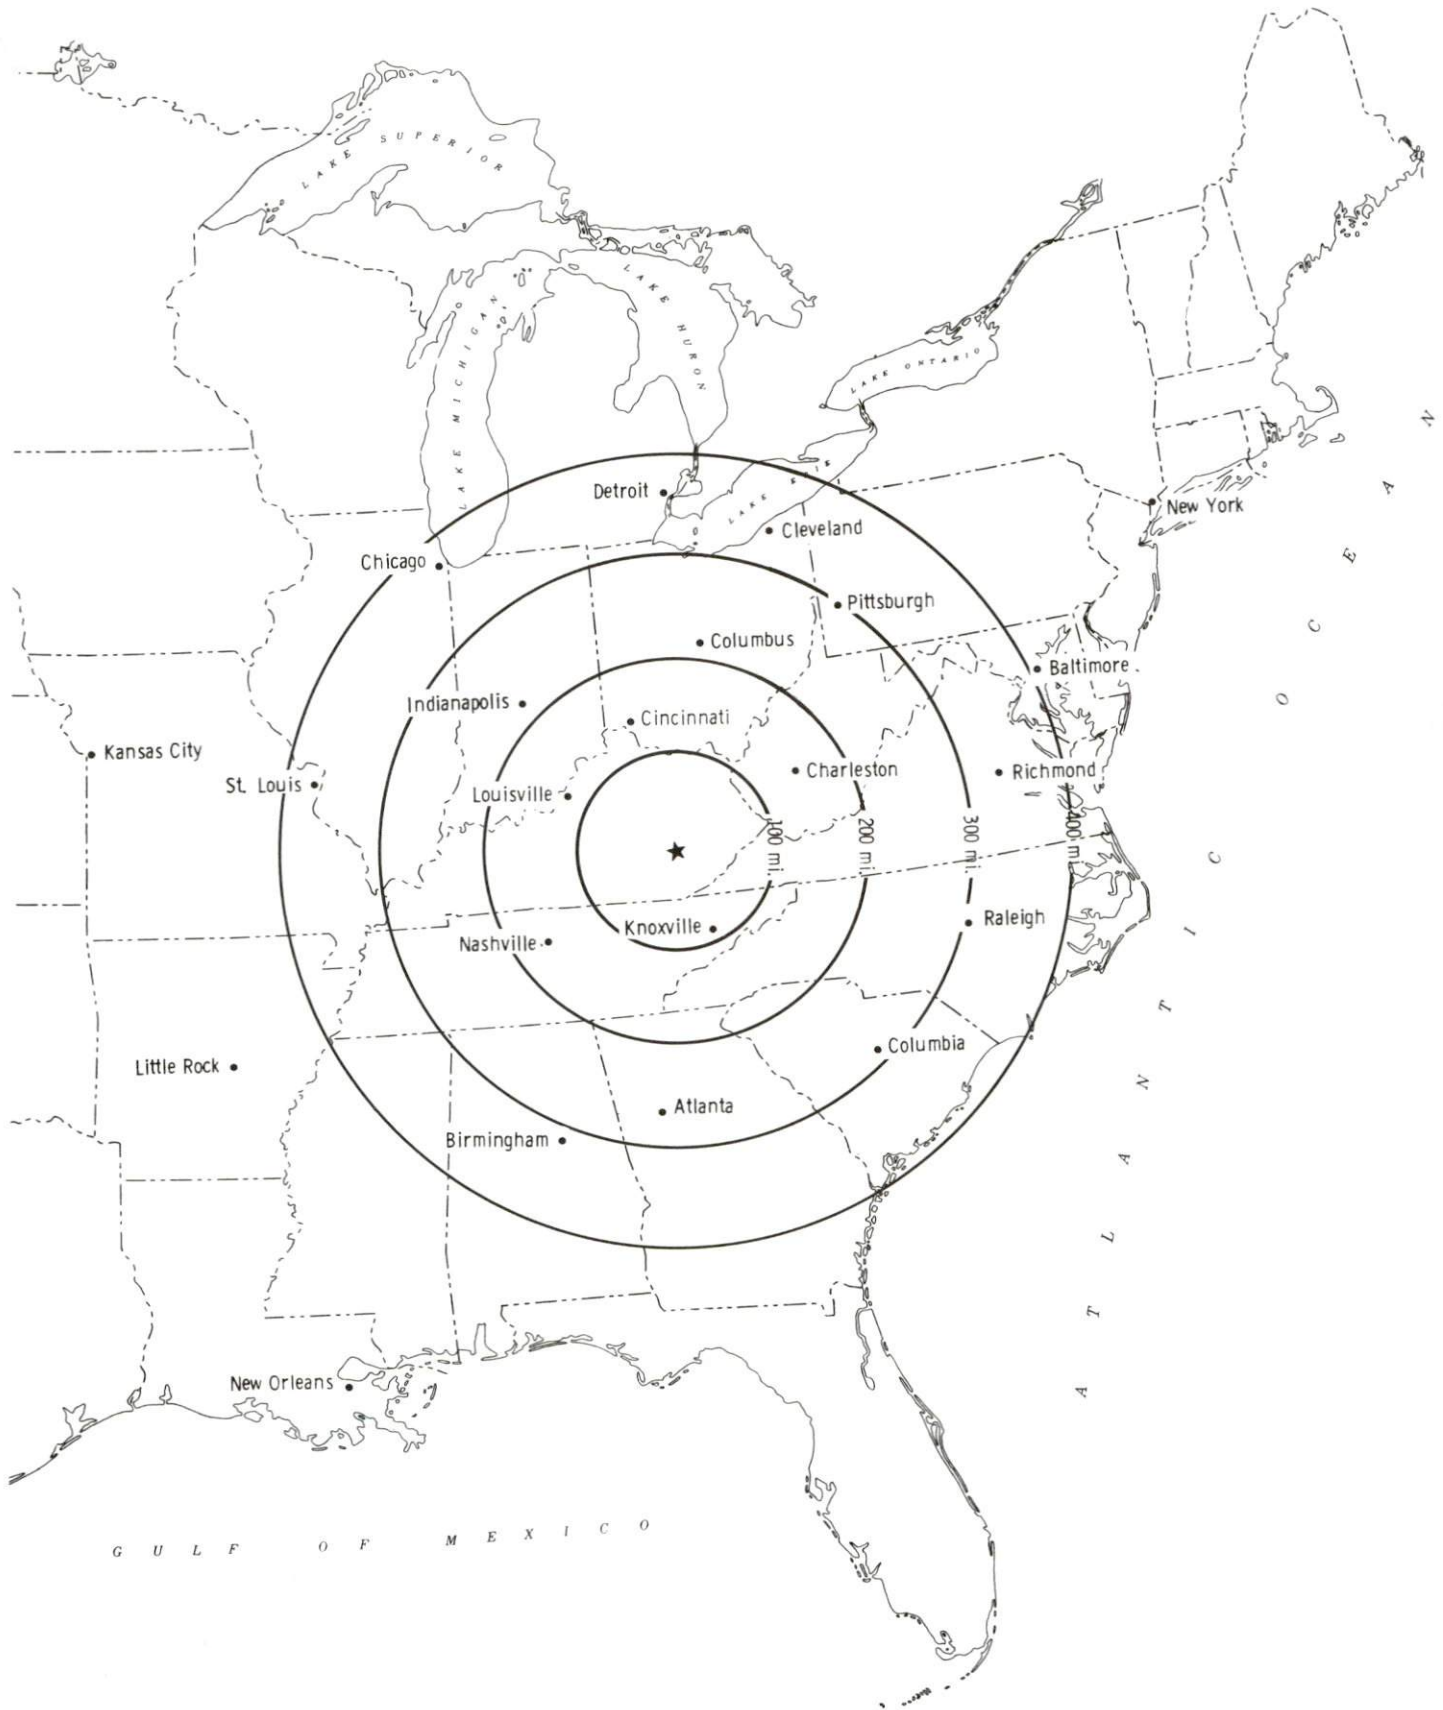 LAKE SUPERIOR
LAKE HURON
LAKE MICHIGAN
LAKE ONTARIO
Detroit
LAKE
New York
Cleveland
Chicago
Pittsburgh
Columbus
Baltimore
Indianapolis
Cincinnati
Kansas City
Charleston
Richmond
St. Louis
Louisville
100 mi.
200 mi.
300 mi.
400 mi.
Raleigh
Knoxville
Nashville
Columbia
Little Rock
Atlanta
Birmingham
New Orleans
ATLANTIC OCEAN
GULF OF MEXICO